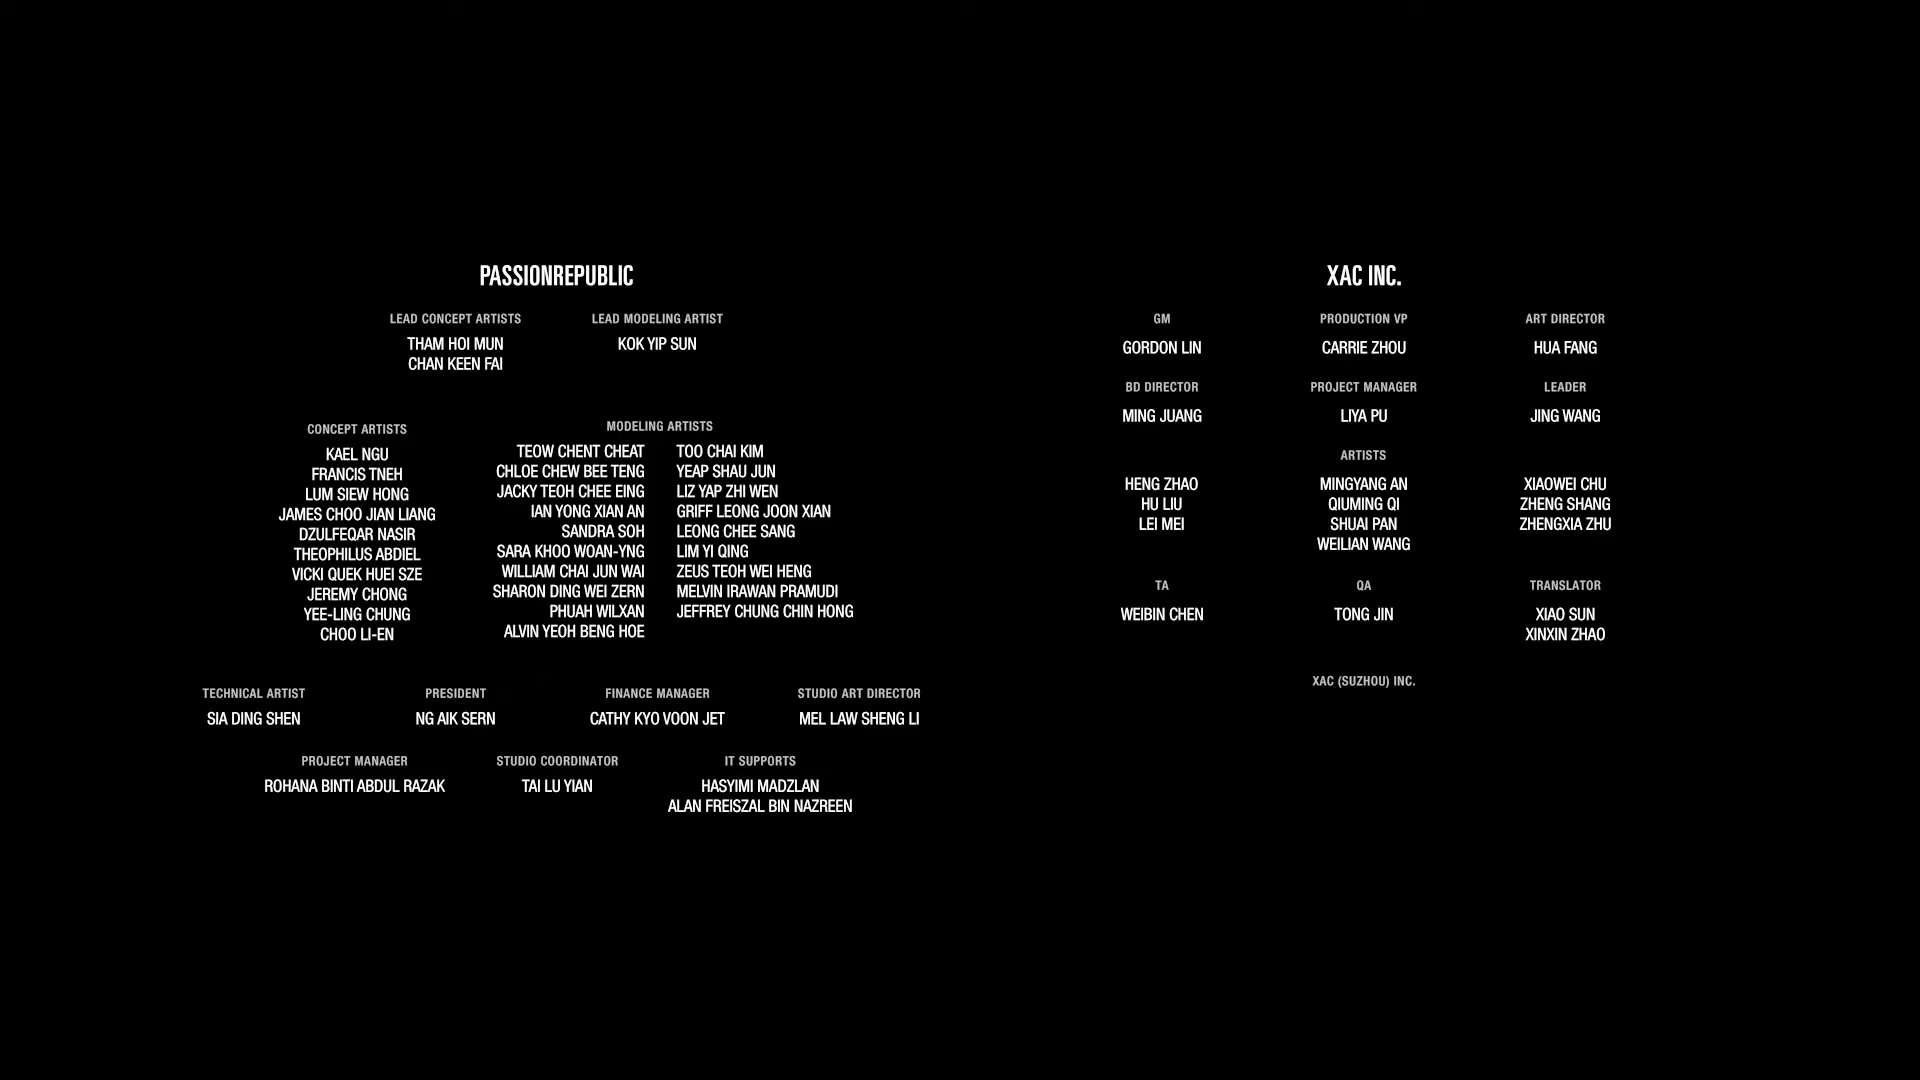 PASSIONREPUBLIC
LEAD CONCEPT ARTISTS
THAM HOI MUN
CHAN KEEN FAI
LEAD MODELING ARTIST
KOK YIP SUN
CONCEPT ARTISTS
KAEL NGU
FRANCIS TNEH
LUM SIEW HONG
JAMES CHOO JIAN LIANG
DZULFEQAR NASIR
THEOPHILUS ABDIEL
VICKI QUEK HUEI SZE
JEREMY CHONG
YEE-LING CHUNG
CHOO LI-EN
MODELING ARTISTS
TEOW CHENT CHEAT
CHLOE CHEW BEE TENG
JACKY TEOH CHEE EING
IAN YONG XIAN AN
SANDRA SOH
SARA KHOO WOAN-YNG
WILLIAM CHAI JUN WAI
SHARON DING WEI ZERN
PHUAH WILXAN
ALVIN YEOH BENG HOE
TOO CHAI KIM
YEAP SHAU JUN
LIZ YAP ZHI WEN
GRIFF LEONG JOON XIAN
LEONG CHEE SANG
LIM YI QING
ZEUS TEOH WEI HENG
MELVIN IRAWAN PRAMUDI
JEFFREY CHUNG CHIN HONG
TECHNICAL ARTIST
SIA DING SHEN
PRESIDENT
NG AIK SERN
FINANCE MANAGER
CATHY KYO VOON JET
STUDIO ART DIRECTOR
MEL LAW SHENG LI
PROJECT MANAGER
ROHANA BINTI ABDUL RAZAK
STUDIO COORDINATOR
TAI LU YIAN
IT SUPPORTS
HASYIMI MADZLAN
ALAN FREISZAL BIN NAZREEN
XAC INC.
GM
GORDON LIN
PRODUCTION VP
CARRIE ZHOU
ART DIRECTOR
HUA FANG
BD DIRECTOR
MING JUANG
PROJECT MANAGER
LIYA PU
LEADER
JING WANG
ARTISTS
HENG ZHAO
HU LIU
LEI MEI
MINGYANG AN
QIUMING QI
SHUAI PAN
WEILIAN WANG
XIAOWEI CHU
ZHENG SHANG
ZHENGXIA ZHU
TA
WEIBIN CHEN
QA
TONG JIN
TRANSLATOR
XIAO SUN
XINXIN ZHAO
XAC (SUZHOU) INC.